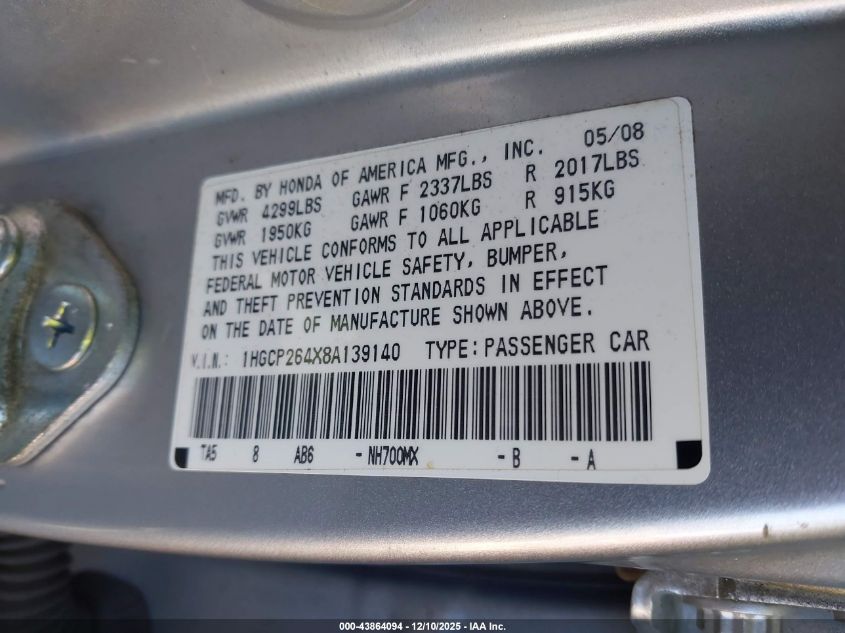 MFD. BY HONDA OF AMERICA MFG., INC. 05/08
GVWR 4299LBS GAWR F 2337LBS R 2017LBS
GVWR 1950KG GAWR F 1060KG R 915KG
THIS VEHICLE CONFORMS TO ALL APPLICABLE
FEDERAL MOTOR VEHICLE SAFETY, BUMPER,
AND THEFT PREVENTION STANDARDS IN EFFECT
ON THE DATE OF MANUFACTURE SHOWN ABOVE.
V.I.N.: 1HGCP264X8A139140 TYPE:PASSENGER CAR
TA5 8 AB6 -NH700MX -B -A
000-43864094 - 12/10/2025 - IAA Inc.